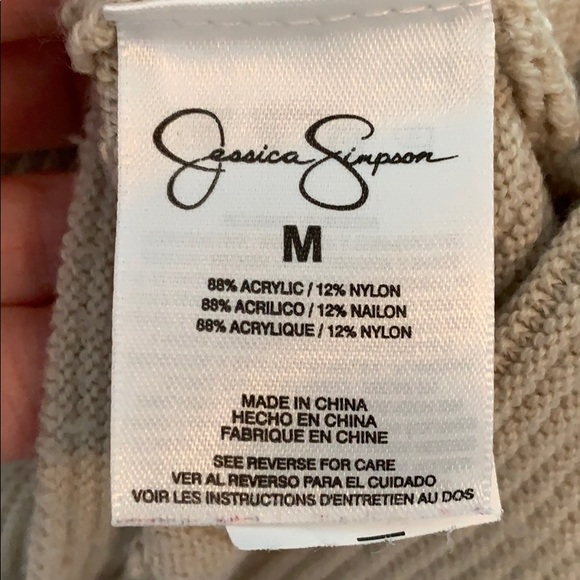 Jessica Simpson
M
88% ACRYLIC / 12% NYLON
88% ACRILICO / 12% NAILON
88% ACRYLIQUE / 12% NYLON
MADE IN CHINA
HECHO EN CHINA
FABRIQUE EN CHINE
SEE REVERSE FOR CARE
VER AL REVERSO PARA EL CUIDADO
VOIR LES INSTRUCTIONS D'ENTRETIEN AU DOS